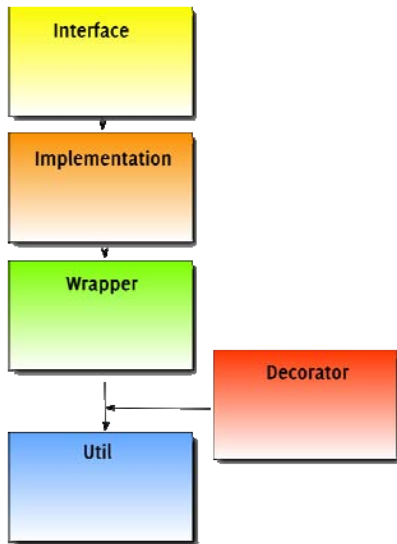 Interface
Implementation
Wrapper
Decorator
Util